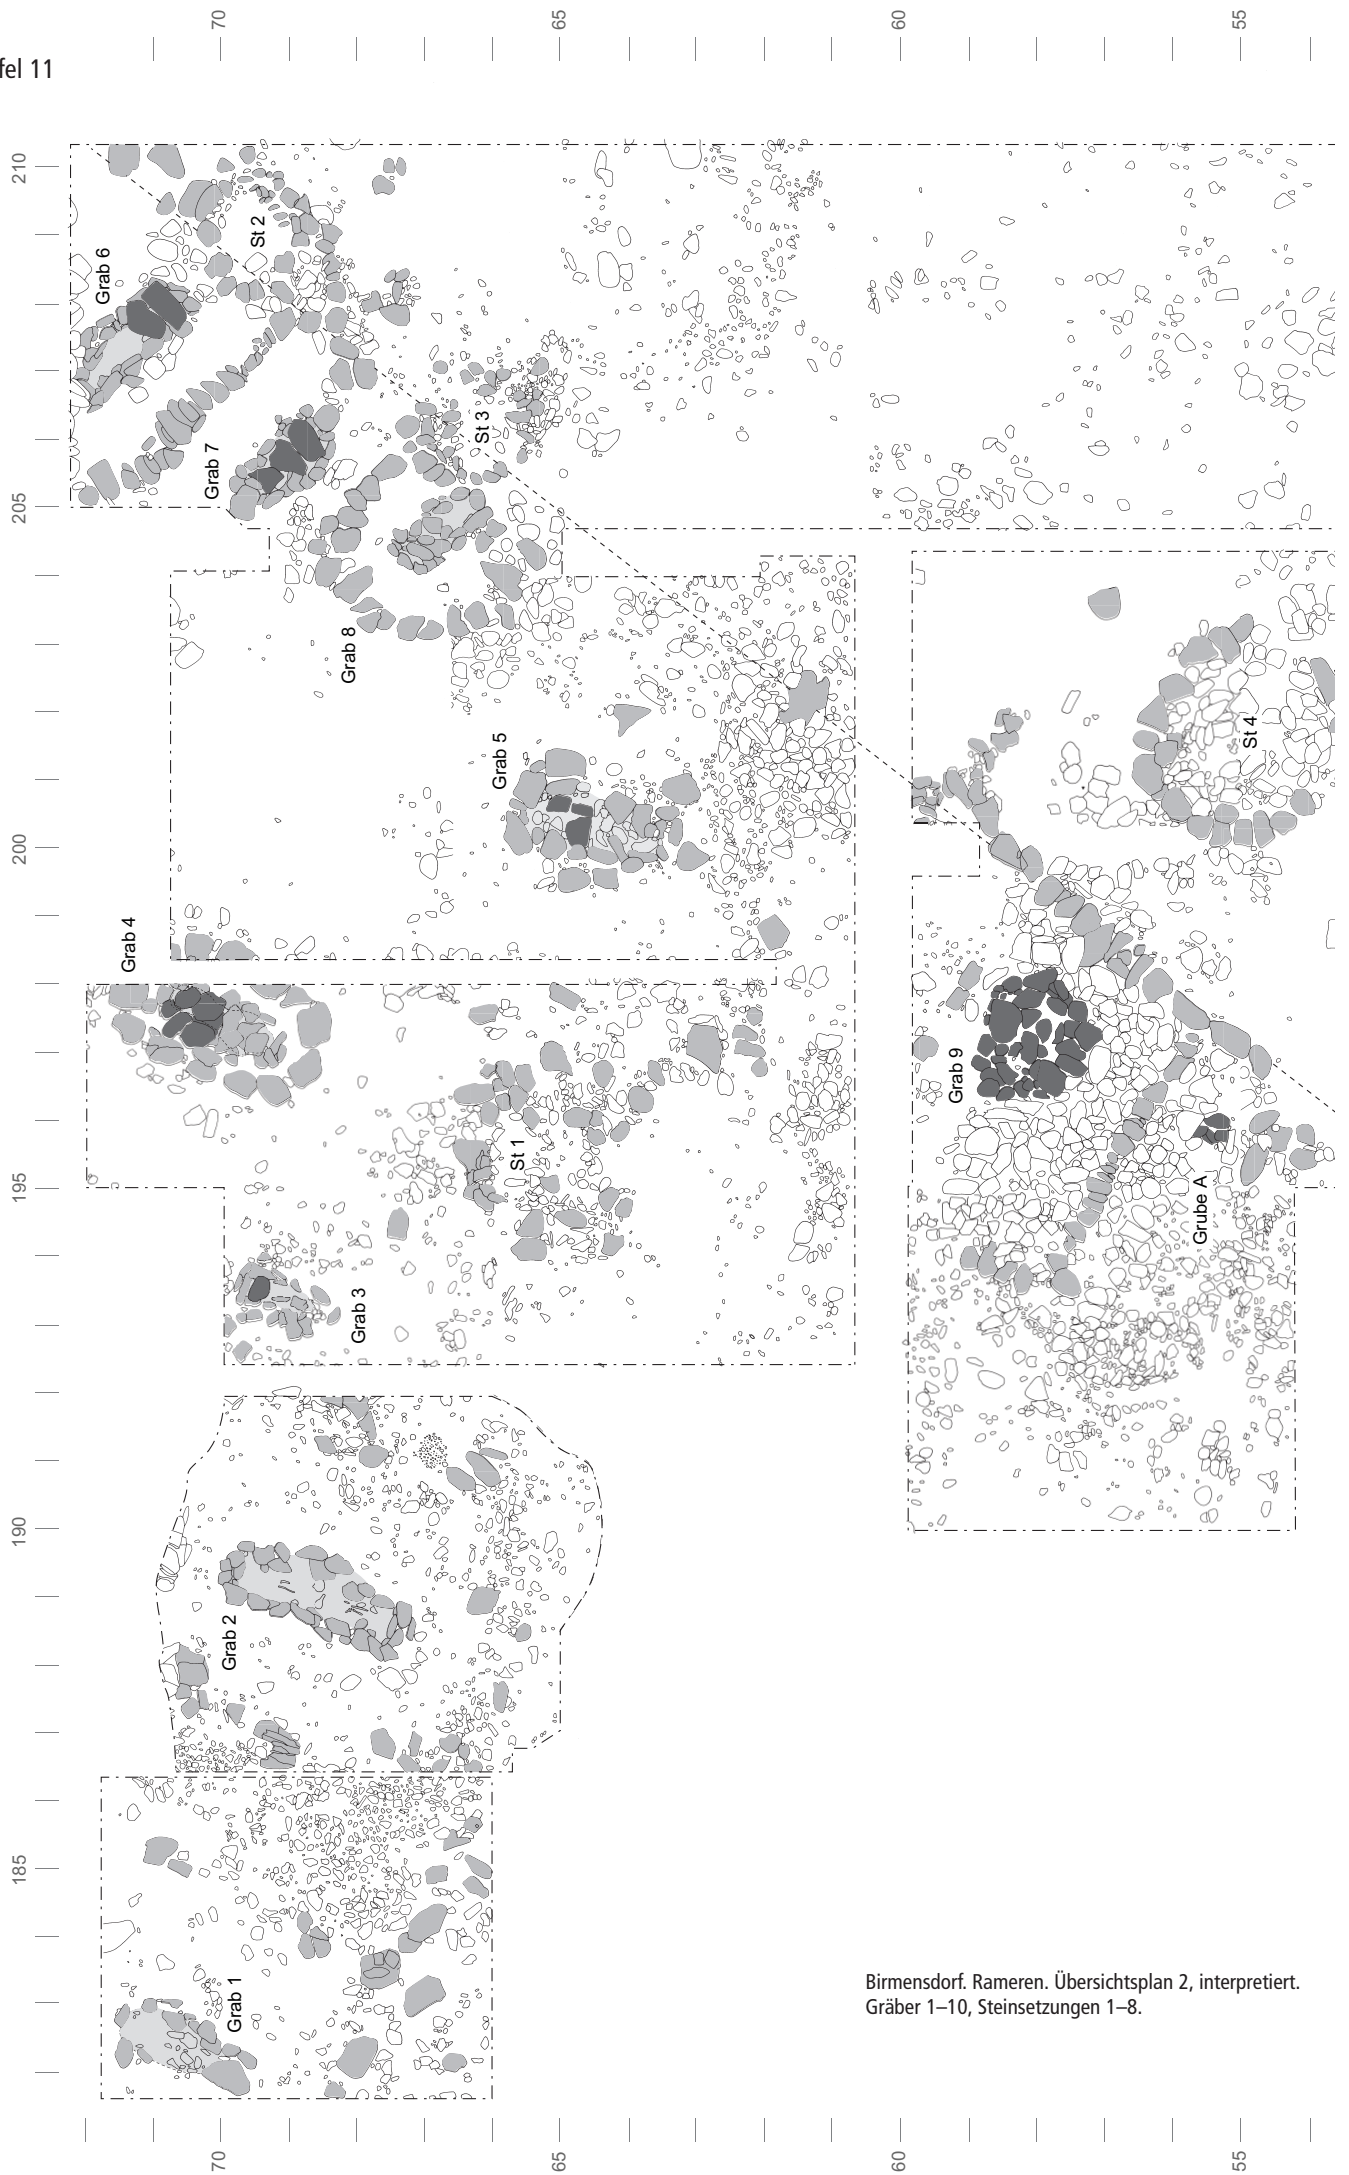 70
65
60
55
fel 11
210
205
200
195
190
185
Grab 6
St 2
Grab 7
St 3
Grab 8
Grab 5
Grab 4
St 4
Grab 9
St 1
Grube A
Grab 3
Grab 2
Grab 1
Birmensdorf. Rameren. Übersichtsplan 2, interpretiert.
Gräber 1–10, Steinsetzungen 1–8.
70
65
60
55